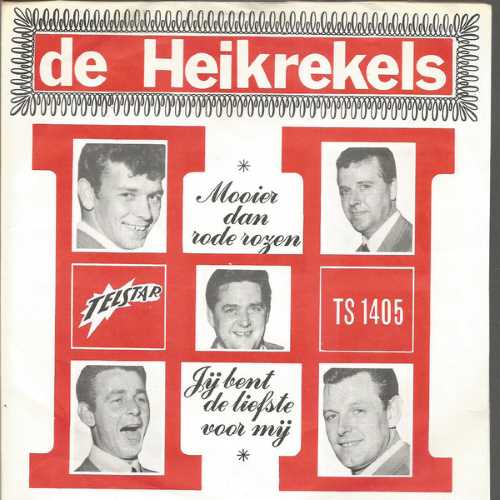 de Heikrekels
*
Mooier
dan
rode rozen
TELSTAR
TS 1405
Jij bent
de liefste
voor mij
*